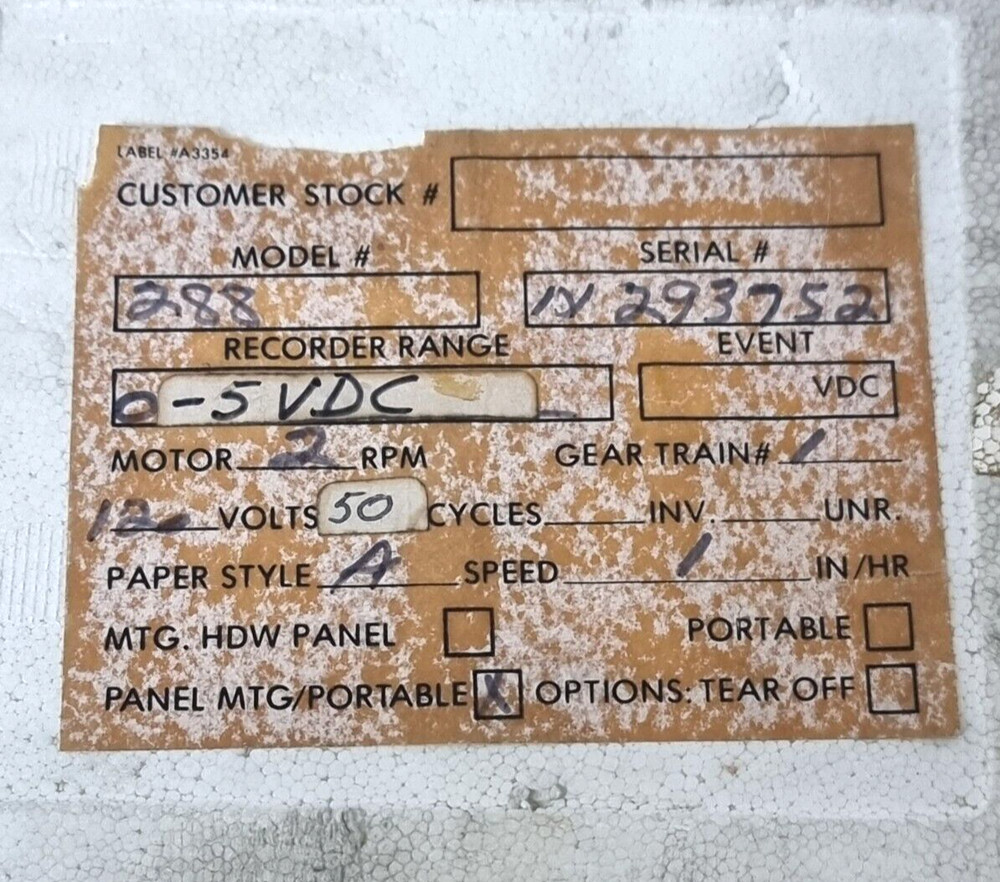 LABEL #A3354
CUSTOMER STOCK #
MODEL # SERIAL #
288 IN 293752
RECORDER RANGE EVENT
0-5 VDC VDC
MOTOR 2 RPM GEAR TRAIN# 1
120 VOLTS 50 CYCLES INV. UNR.
PAPER STYLE A SPEED 1 IN/HR
MTG. HDW PANEL PORTABLE
PANEL MTG/PORTABLE X OPTIONS: TEAR OFF